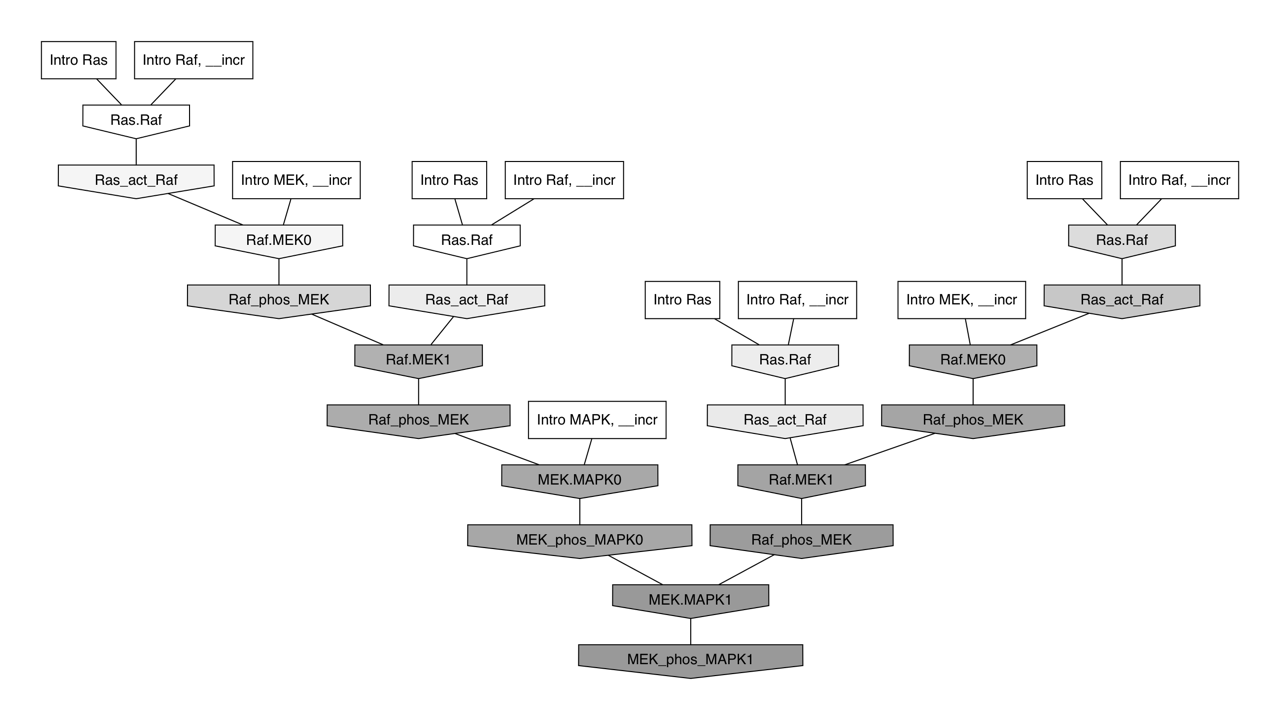 Intro Ras
Intro Raf, __incr
Ras.Raf
Ras_act_Raf
Intro MEK, __incr
Intro Ras
Intro Raf, __incr
Intro Ras
Intro Raf, __incr
Raf.MEK0
Ras.Raf
Ras.Raf
Raf_phos_MEK
Ras_act_Raf
Intro Ras
Intro Raf, __incr
Intro MEK, __incr
Ras_act_Raf
Raf.MEK1
Ras.Raf
Raf.MEK0
Raf_phos_MEK
Intro MAPK, __incr
Ras_act_Raf
Raf_phos_MEK
MEK.MAPK0
Raf.MEK1
MEK_phos_MAPK0
Raf_phos_MEK
MEK.MAPK1
MEK_phos_MAPK1